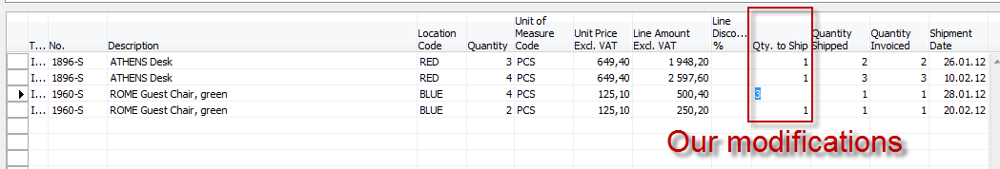 T... No. Description Location Code Quantity Unit of Measure Code Unit Price Excl. VAT Line Amount Excl. VAT Line Disco... % Qty. to Ship Quantity Shipped Quantity Invoiced Shipment Date
I... 1896-S ATHENS Desk RED 3 PCS 649,40 1 948,20 1 2 2 26.01.12
I... 1896-S ATHENS Desk RED 4 PCS 649,40 2 597,60 1 3 3 10.02.12
I... 1960-S ROME Guest Chair, green BLUE 4 PCS 125,10 500,40 3 1 1 28.01.12
I... 1960-S ROME Guest Chair, green BLUE 2 PCS 125,10 250,20 1 1 1 20.02.12
Our modifications